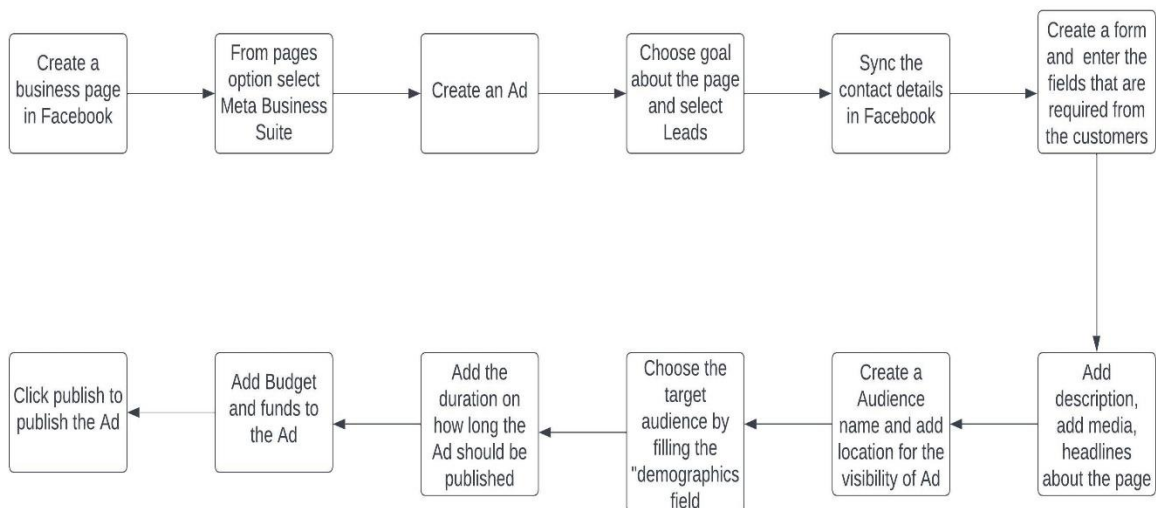 Create a
business page
in Facebook
From pages
option select
Meta Business
Suite
Create an Ad
Choose goal
about the page
and select
Leads
Sync the
contact details
in Facebook
Create a form
and enter the
fields that are
required from
the customers
Add
description,
add media,
headlines
about the page
Create a
Audience
name and add
location for the
visibility of Ad
Choose the
target
audience by
filling the
"demographics
field
Add the
duration on
how long the
Ad should be
published
Add Budget
and funds to
the Ad
Click publish to
publish the Ad